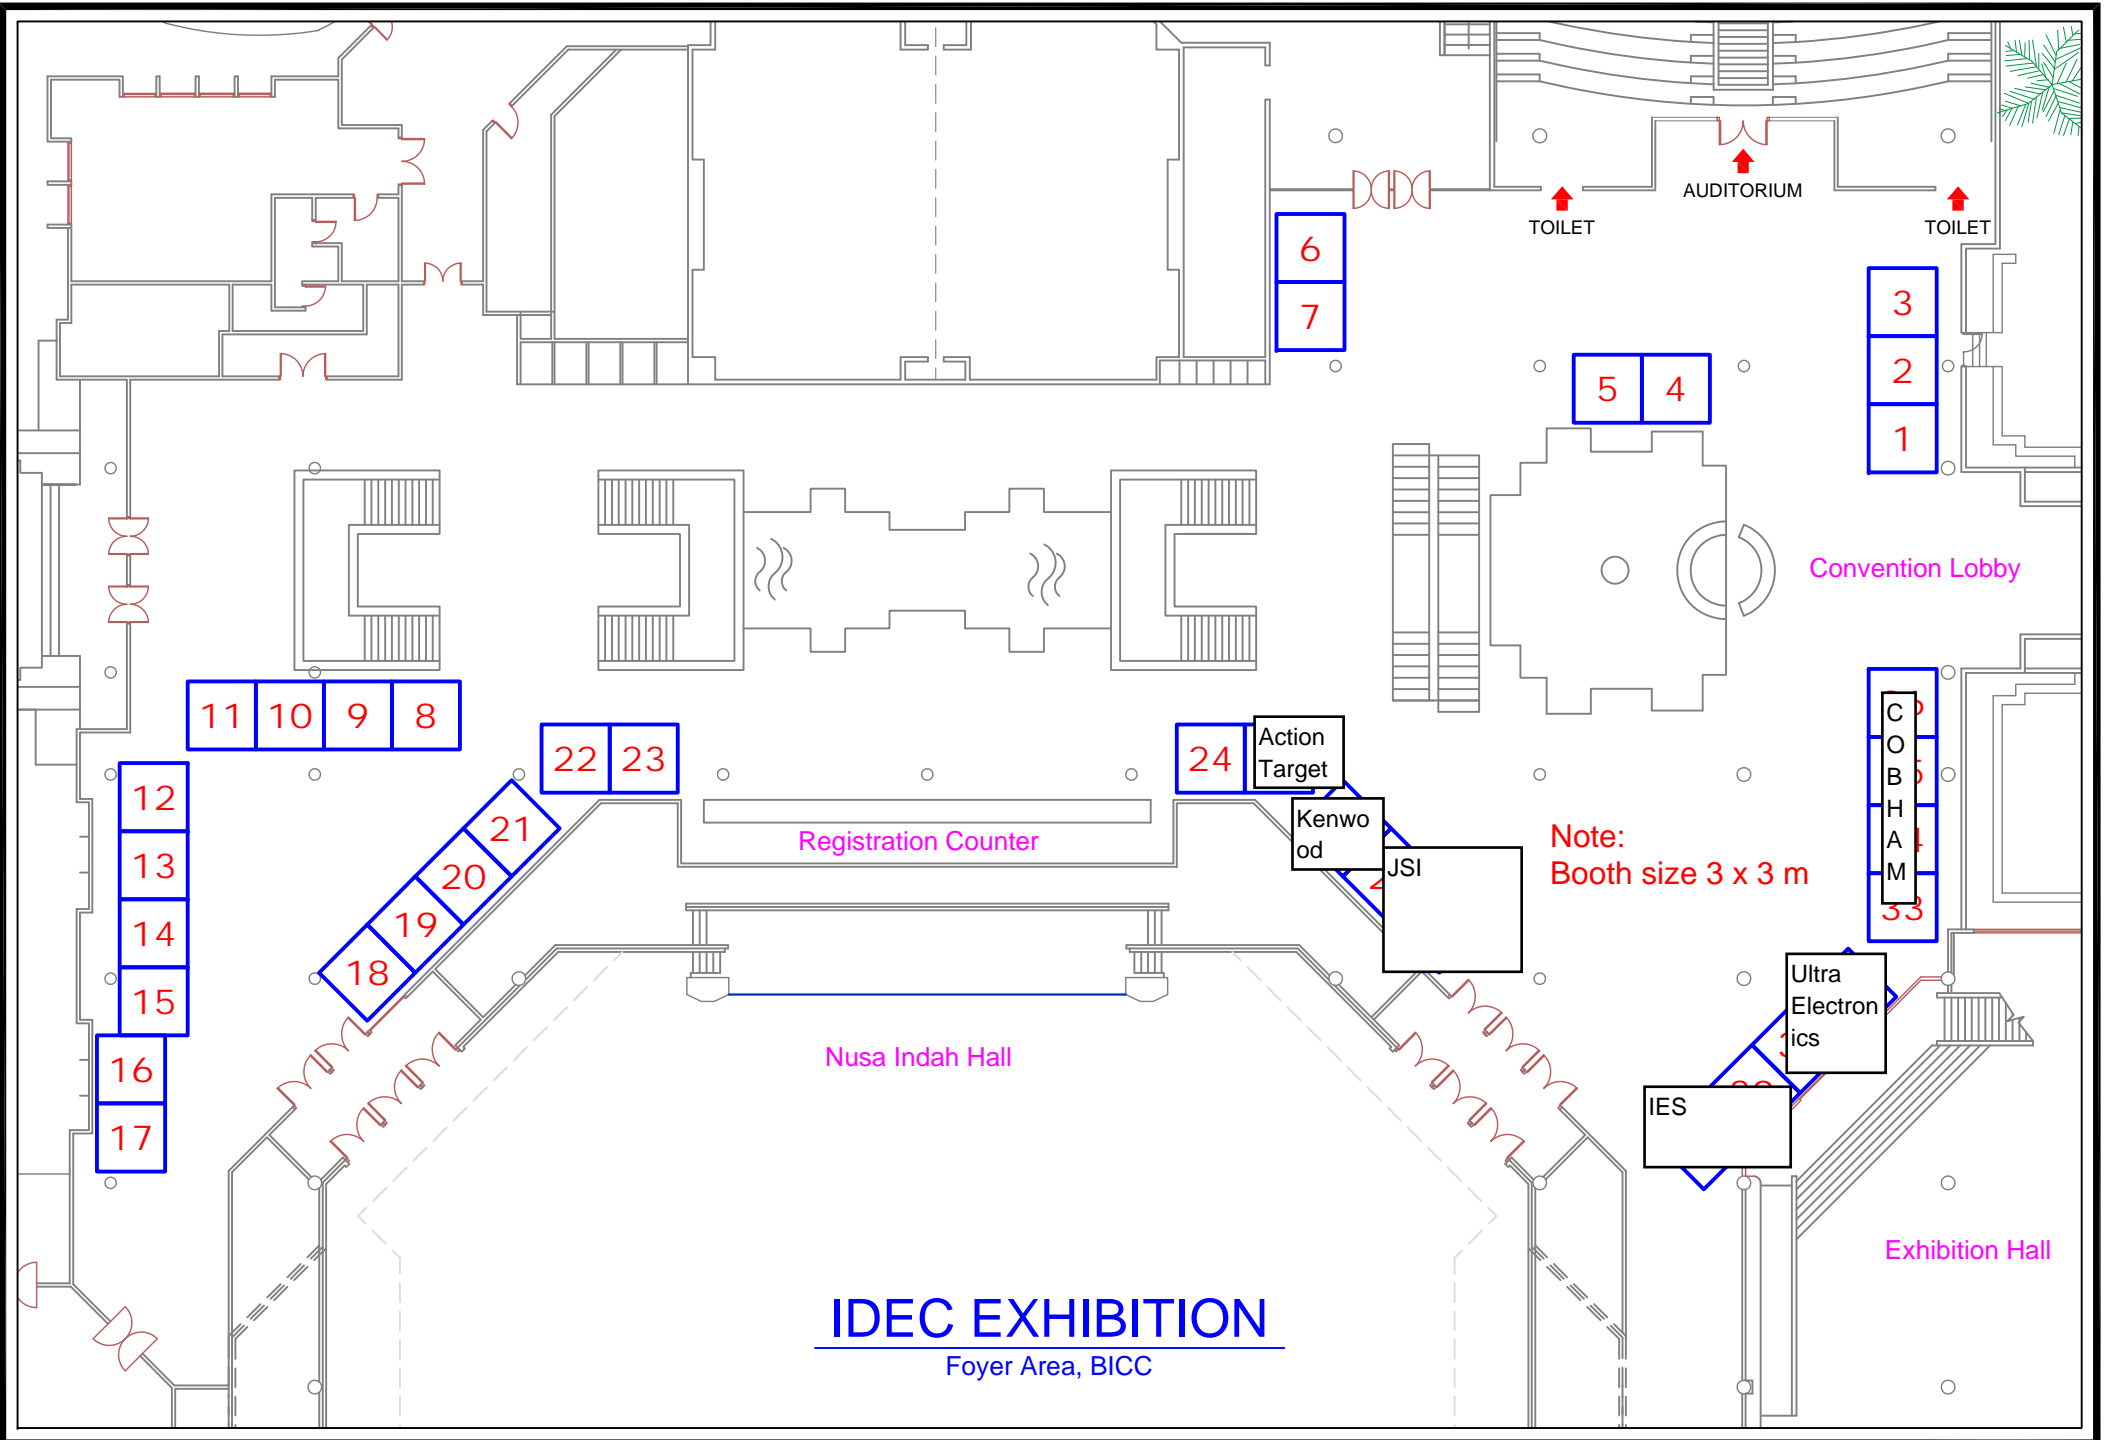 AUDITORIUM
TOILET
TOILET
6
7
3
2
1
5
4
Convention Lobby
11
10
9
8
22
23
24
Action
Target
12
13
14
15
16
17
21
20
19
18
Registration Counter
Kenwo
od
JSI
Note:
Booth size 3 x 3 m
C
O
B
H
A
M
33
Ultra
Electron
ics
IES
Nusa Indah Hall
Exhibition Hall
IDEC EXHIBITION
Foyer Area, BICC